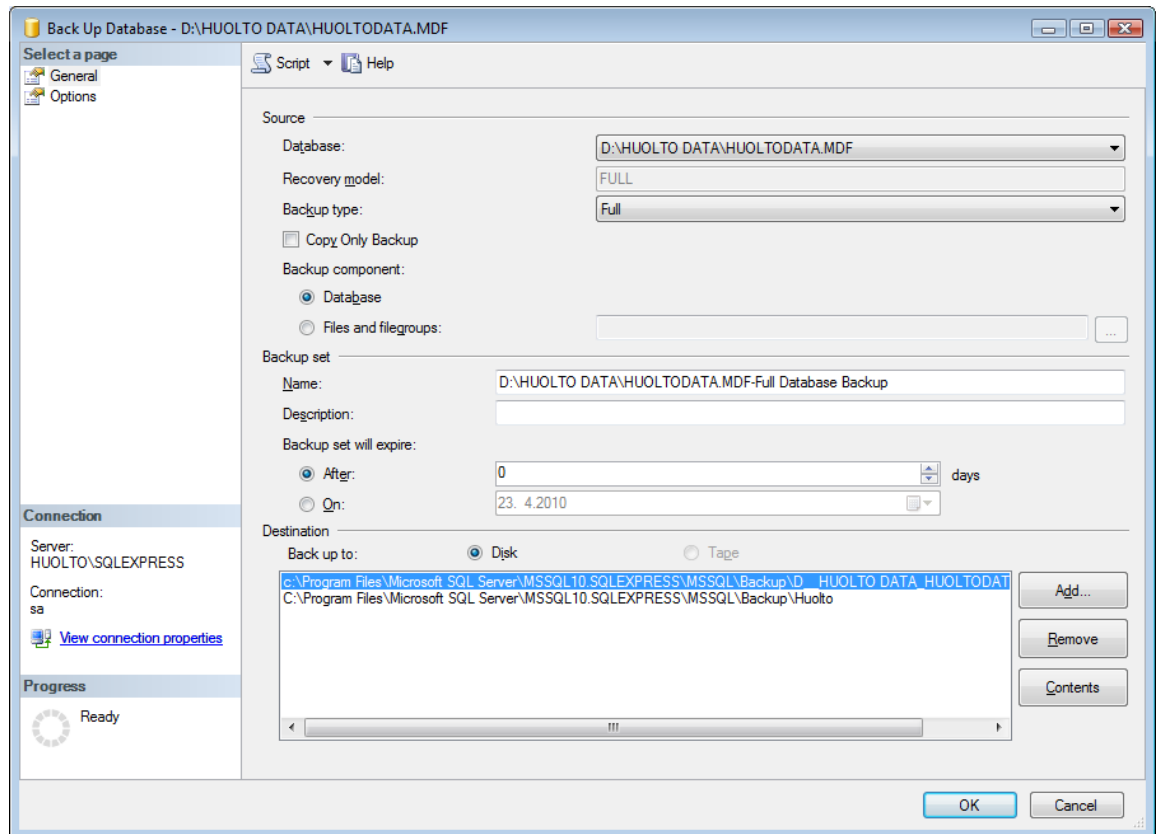 Back Up Database - D:\HUOLTO DATA\HUOLTODATA.MDF
Select a page
General
Options
Script
Help
Source
Database:
D:\HUOLTO DATA\HUOLTODATA.MDF
Recovery model:
FULL
Backup type:
Full
Copy Only Backup
Backup component:
Database
Files and filegroups:
...
Backup set
Name:
D:\HUOLTO DATA\HUOLTODATA.MDF-Full Database Backup
Description:
Backup set will expire:
After:
0
days
On:
23. 4.2010
Destination
Back up to:
Disk
Tape
c:\Program Files\Microsoft SQL Server\MSSQL10.SQLEXPRESS\MSSQL\Backup\D__HUOLTO DATA_HUOLTODAT
C:\Program Files\Microsoft SQL Server\MSSQL10.SQLEXPRESS\MSSQL\Backup\Huolto
Add...
Remove
Contents
Connection
Server:
HUOLTO\SQLEXPRESS
Connection:
sa
View connection properties
Progress
Ready
OK
Cancel